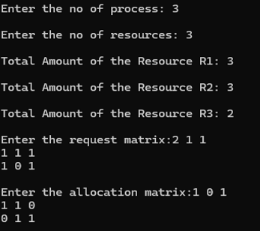 Enter the no of process: 3
Enter the no of resources: 3
Total Amount of the Resource R1: 3
Total Amount of the Resource R2: 3
Total Amount of the Resource R3: 2
Enter the request matrix:2 1 1
1 1 1
1 0 1
Enter the allocation matrix:1 0 1
1 1 0
0 1 1